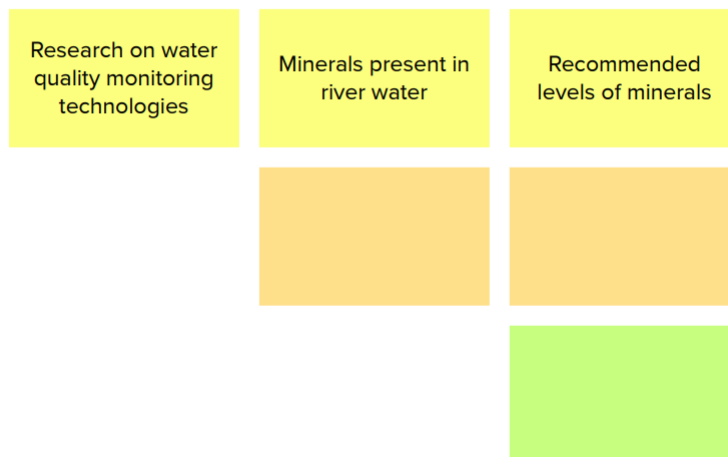 Research on water
quality monitoring
technologies
Minerals present in
river water
Recommended
levels of minerals